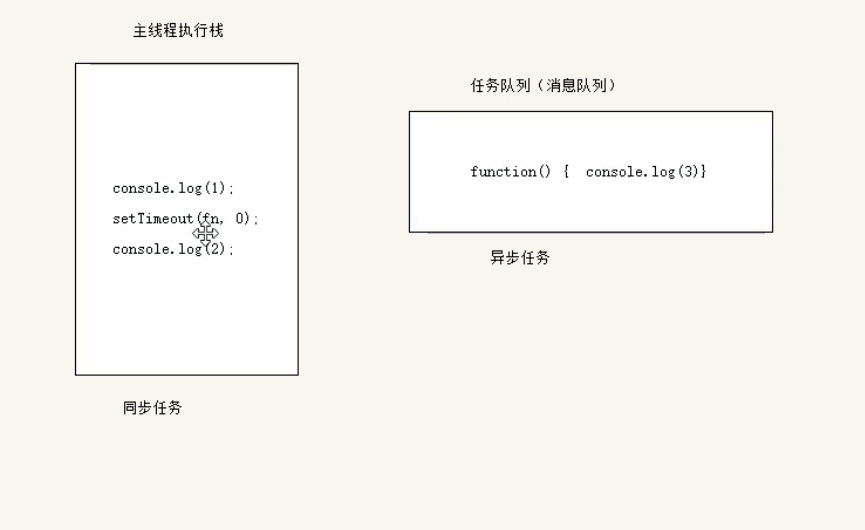 主线程执行栈
console.log(1);
setTimeout(fn, 0);
console.log(2);
同步任务
任务队列（消息队列）
function() {  console.log(3)}
异步任务